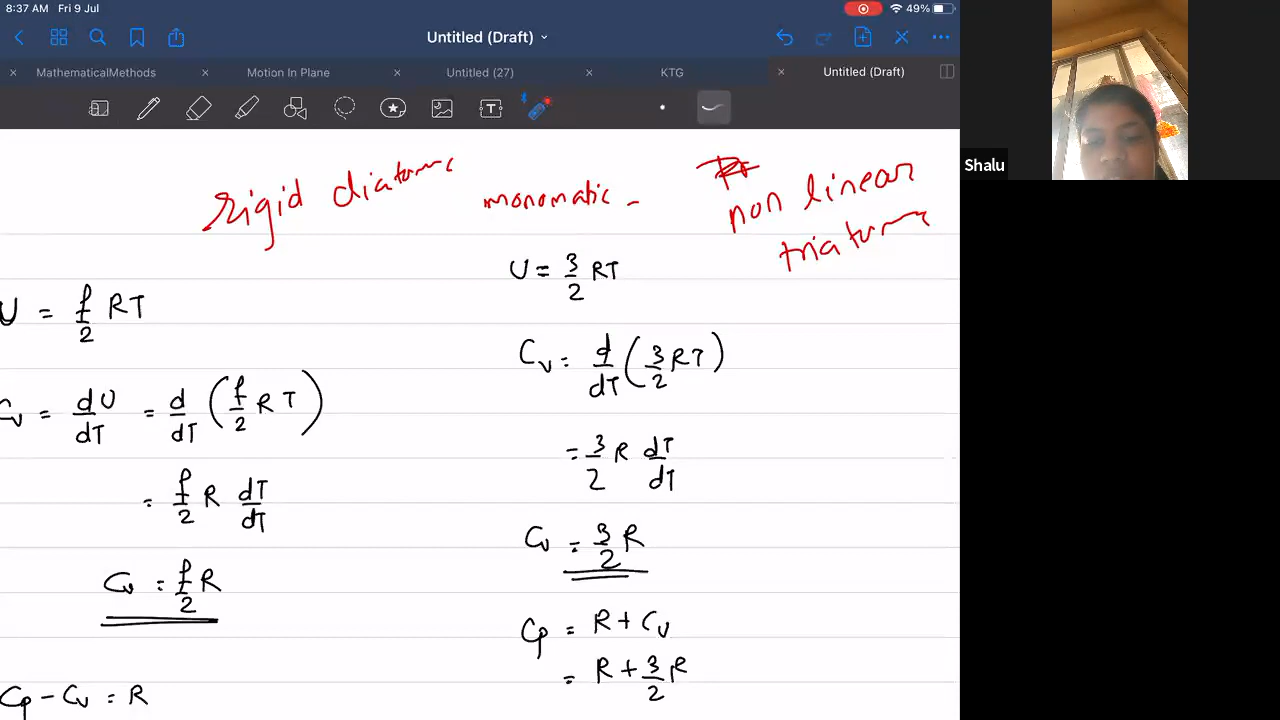 8:37 AM Fri 9 Jul
49%
Untitled (Draft)
MathematicalMethods
Motion In Plane
Untitled (27)
KTG
Untitled (Draft)
T
Shalu
rigid diatomic
monomatic -
non linear
triatomic
U = f/2 RT
Cv = dU/dT = d/dT (f/2 RT)
= f/2 R dT/dT
Cv = f/2 R
Cp - Cv = R
U = 3/2 RT
Cv = d/dT (3/2 RT)
= 3/2 R dT/dT
Cv = 3/2 R
Cp = R + Cv
= R + 3/2 R